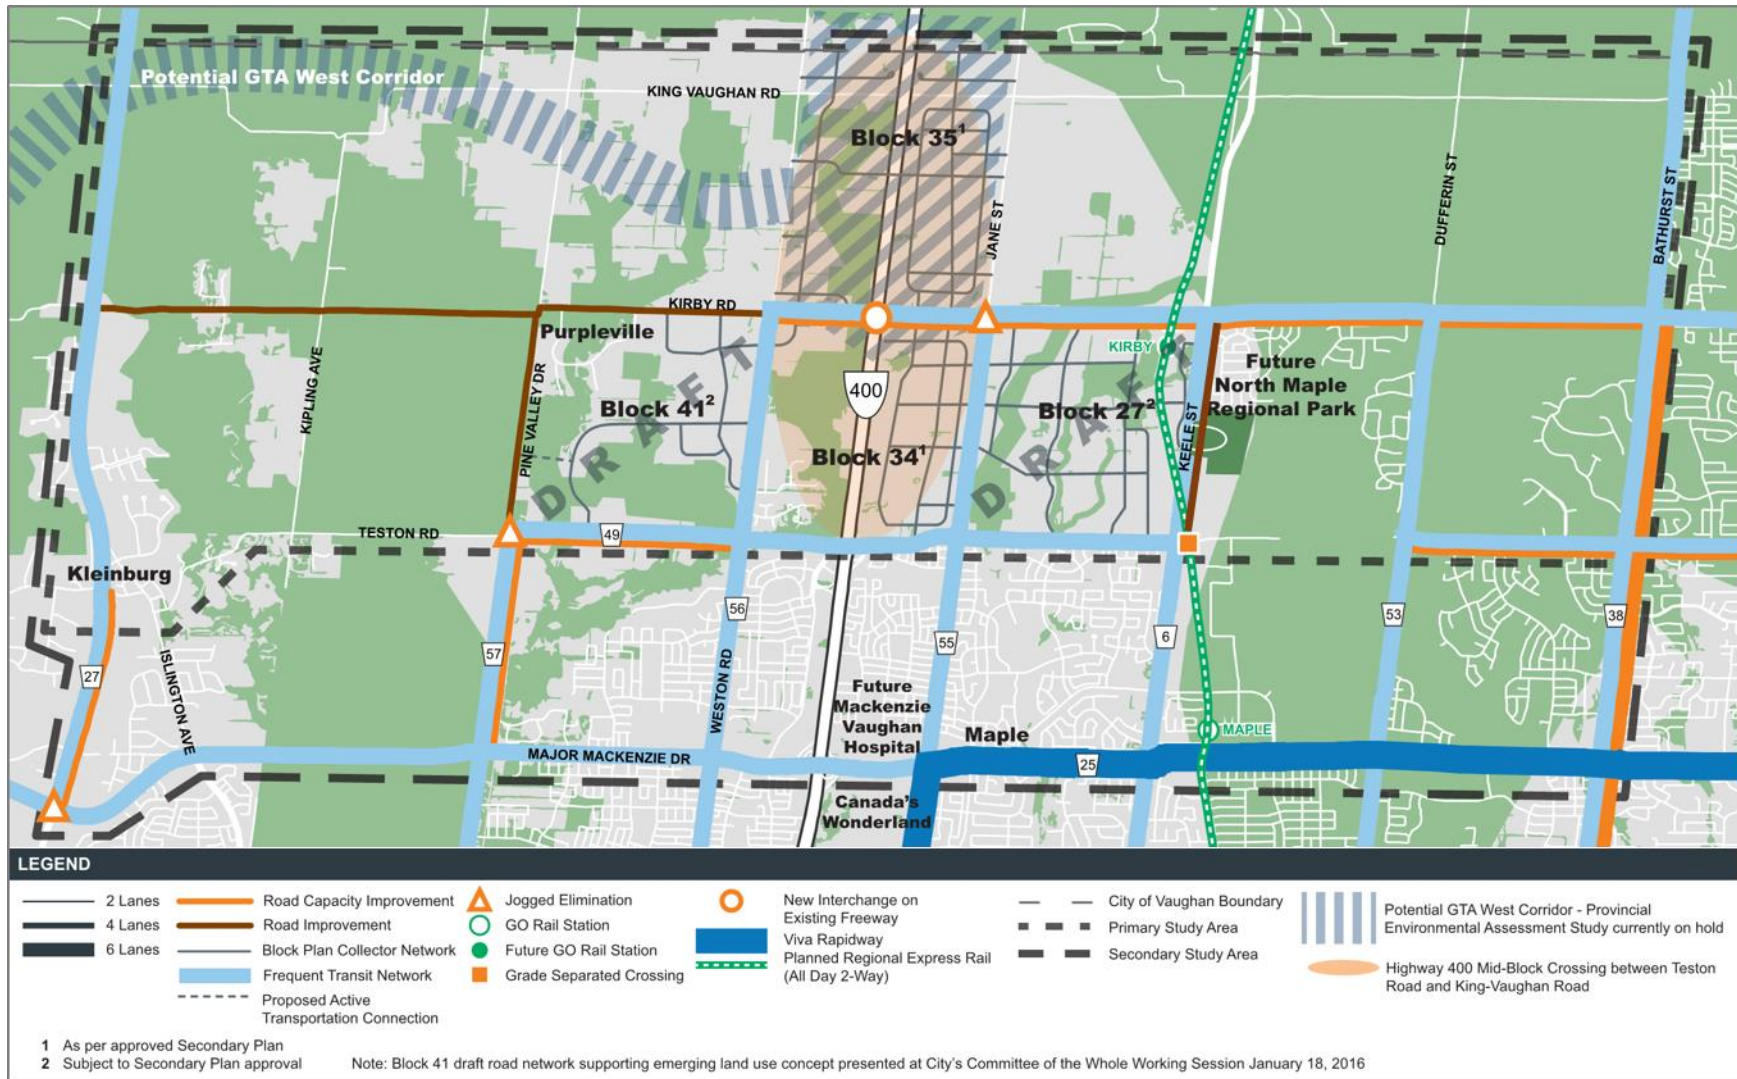 Potential GTA West Corridor
KING VAUGHAN RD
Block 35¹
JANE ST
DUFFERIN ST
BATHURST ST
KIRBY RD
Purpleville
KIPLING AVE
PINE VALLEY DR
Block 41²
DRAFT
400
Block 34¹
KIRBY
Block 27²
DRAFT
KEELE ST
Future
North Maple
Regional Park
TESTON RD
49
Kleinburg
27
ISLINGTON AVE
57
56
WESTON RD
55
6
53
38
Future
Mackenzie
Vaughan
Hospital
Maple
MAPLE
MAJOR MACKENZIE DR
25
Canada's
Wonderland
LEGEND
2 Lanes
4 Lanes
6 Lanes
Road Capacity Improvement
Road Improvement
Block Plan Collector Network
Frequent Transit Network
Proposed Active
Transportation Connection
Jogged Elimination
GO Rail Station
Future GO Rail Station
Grade Separated Crossing
New Interchange on
Existing Freeway
Viva Rapidway
Planned Regional Express Rail
(All Day 2-Way)
City of Vaughan Boundary
Primary Study Area
Secondary Study Area
Potential GTA West Corridor - Provincial
Environmental Assessment Study currently on hold
Highway 400 Mid-Block Crossing between Teston
Road and King-Vaughan Road
1 As per approved Secondary Plan
2 Subject to Secondary Plan approval
Note: Block 41 draft road network supporting emerging land use concept presented at City's Committee of the Whole Working Session January 18, 2016